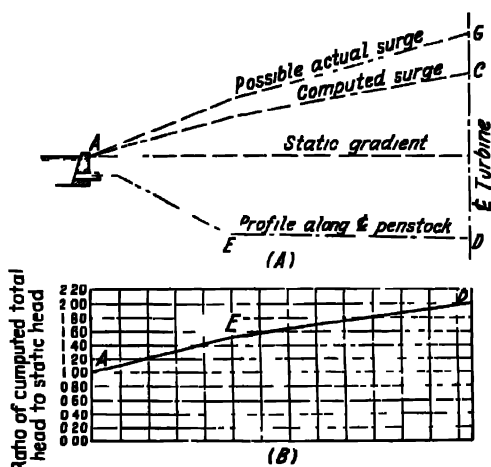 G
Possible actual surge
C
Computed surge
A
Static gradient
℄ Turbine
Profile along ℄ penstock
E
D
(A)
Ratio of cumputed total
head to static head
2 20
2 00
1 80
1 60
1 40
1 20
1 00
0 80
0 60
0 40
0 20
0 00
A
E
D
(B)